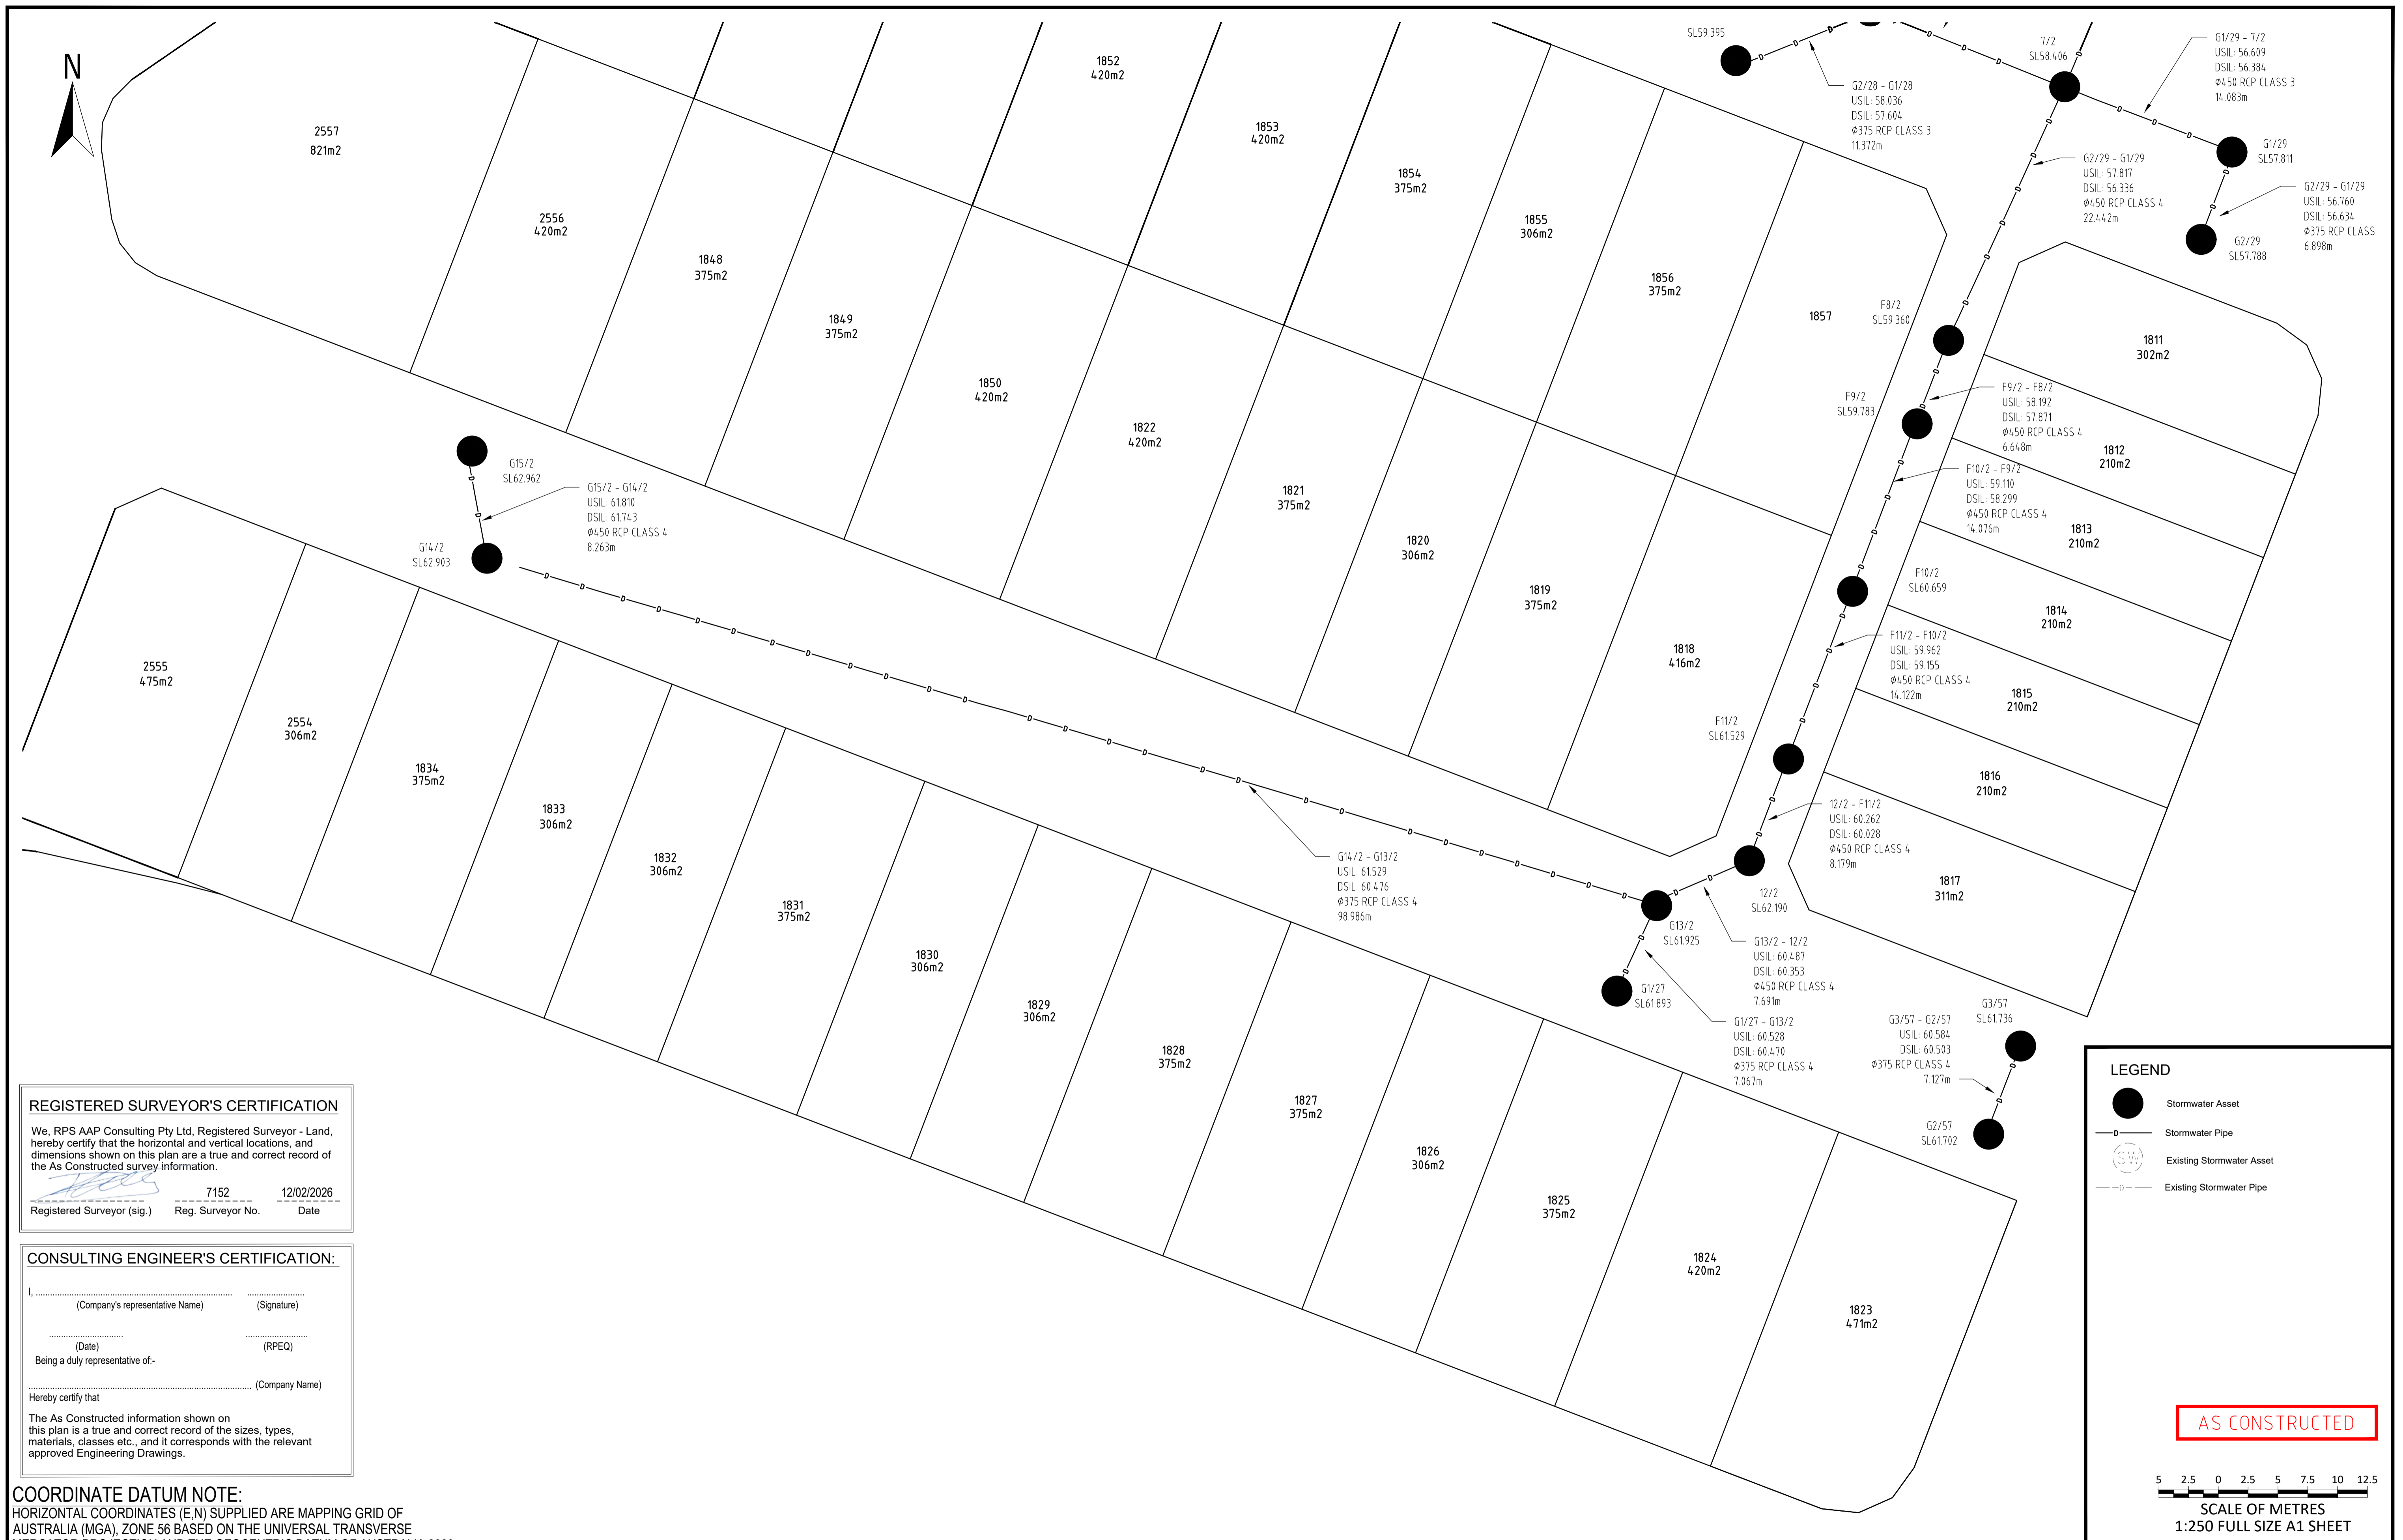 N
2557
821m2
2556
420m2
1848
375m2
1849
375m2
1850
420m2
1852
420m2
1853
420m2
1854
375m2
1855
306m2
1856
375m2
1857
1822
420m2
1821
375m2
1820
306m2
1819
375m2
1818
416m2
1811
302m2
1812
210m2
1813
210m2
1814
210m2
1815
210m2
1816
210m2
1817
311m2
2555
475m2
2554
306m2
1834
375m2
1833
306m2
1832
306m2
1831
375m2
1830
306m2
1829
306m2
1828
375m2
1827
375m2
1826
306m2
1825
375m2
1824
420m2
1823
471m2
SL59.395
G2/28 - G1/28
USIL: 58.036
DSIL: 57.604
Φ375 RCP CLASS 3
11.372m
7/2
SL58.406
G1/29 - 7/2
USIL: 56.609
DSIL: 56.384
Φ450 RCP CLASS 3
14.083m
G1/29
SL57.811
G2/29 - G1/29
USIL: 57.817
DSIL: 56.336
Φ450 RCP CLASS 4
22.442m
G2/29 - G1/29
USIL: 56.760
DSIL: 56.634
Φ375 RCP CLASS
6.898m
G2/29
SL57.788
F8/2
SL59.360
F9/2
SL59.783
F9/2 - F8/2
USIL: 58.192
DSIL: 57.871
Φ450 RCP CLASS 4
6.648m
F10/2 - F9/2
USIL: 59.110
DSIL: 58.299
Φ450 RCP CLASS 4
14.076m
F10/2
SL60.659
F11/2 - F10/2
USIL: 59.962
DSIL: 59.155
Φ450 RCP CLASS 4
14.122m
F11/2
SL61.529
12/2 - F11/2
USIL: 60.262
DSIL: 60.028
Φ450 RCP CLASS 4
8.179m
12/2
SL62.190
G15/2
SL62.962
G15/2 - G14/2
USIL: 61.810
DSIL: 61.743
Φ450 RCP CLASS 4
8.263m
G14/2
SL62.903
G14/2 - G13/2
USIL: 61.529
DSIL: 60.476
Φ375 RCP CLASS 4
98.986m
G13/2
SL61.925
G13/2 - 12/2
USIL: 60.487
DSIL: 60.353
Φ450 RCP CLASS 4
7.691m
G1/27
SL61.893
G1/27 - G13/2
USIL: 60.528
DSIL: 60.470
Φ375 RCP CLASS 4
7.067m
G3/57 - G2/57
USIL: 60.584
DSIL: 60.503
Φ375 RCP CLASS 4
7.127m
G3/57
SL61.736
G2/57
SL61.702
REGISTERED SURVEYOR'S CERTIFICATION
We, RPS AAP Consulting Pty Ltd, Registered Surveyor - Land,
hereby certify that the horizontal and vertical locations, and
dimensions shown on this plan are a true and correct record of
the As Constructed survey information.
7152 12/02/2026
Registered Surveyor (sig.) Reg. Surveyor No. Date
CONSULTING ENGINEER'S CERTIFICATION:
I, ........................................................................
(Company's representative Name) (Signature)
(Date) (RPEQ)
Being a duly representative of:-
(Company Name)
Hereby certify that
The As Constructed information shown on
this plan is a true and correct record of the sizes, types,
materials, classes etc., and it corresponds with the relevant
approved Engineering Drawings.
COORDINATE DATUM NOTE:
HORIZONTAL COORDINATES (E,N) SUPPLIED ARE MAPPING GRID OF
AUSTRALIA (MGA), ZONE 56 BASED ON THE UNIVERSAL TRANSVERSE
LEGEND
Stormwater Asset
D Stormwater Pipe
SW Existing Stormwater Asset
D Existing Stormwater Pipe
AS CONSTRUCTED
5 2.5 0 2.5 5 7.5 10 12.5
SCALE OF METRES
1:250 FULL SIZE A1 SHEET